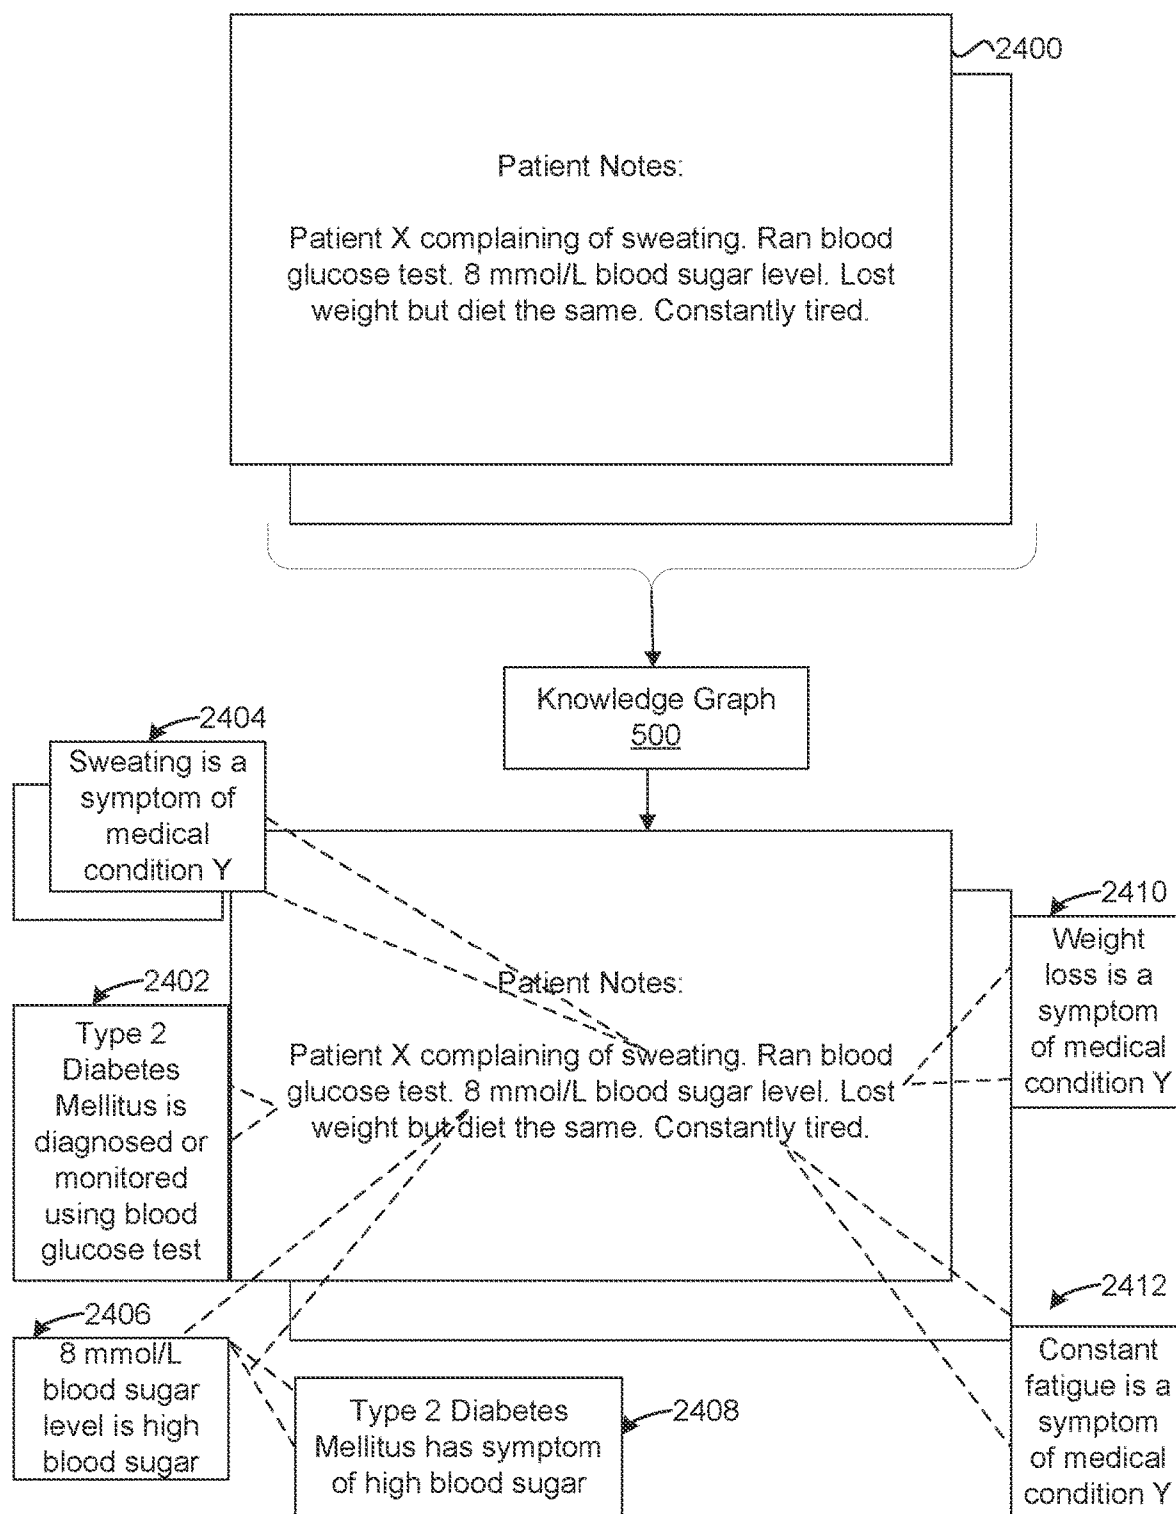 2400
Patient Notes:
Patient X complaining of sweating. Ran blood
glucose test. 8 mmol/L blood sugar level. Lost
weight but diet the same. Constantly tired.
Knowledge Graph
500
2404
Sweating is a
symptom of
medical
condition Y
2410
Weight
loss is a
symptom
of medical
condition Y
2402
Type 2
Diabetes
Mellitus is
diagnosed or
monitored
using blood
glucose test
Patient Notes:
Patient X complaining of sweating. Ran blood
glucose test. 8 mmol/L blood sugar level. Lost
weight but diet the same. Constantly tired.
2406
8 mmol/L
blood sugar
level is high
blood sugar
2408
Type 2 Diabetes
Mellitus has symptom
of high blood sugar
2412
Constant
fatigue is a
symptom
of medical
condition Y